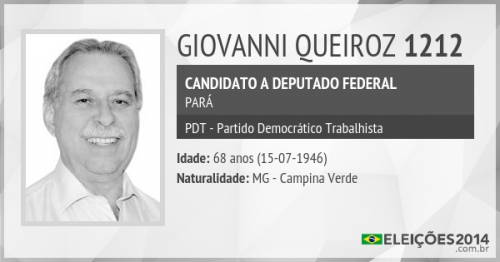 GIOVANNI QUEIROZ 1212
CANDIDATO A DEPUTADO FEDERAL
PARÁ
PDT - Partido Democrático Trabalhista
Idade: 68 anos (15-07-1946)
Naturalidade: MG - Campina Verde
ELEIÇÕES2014
.com.br